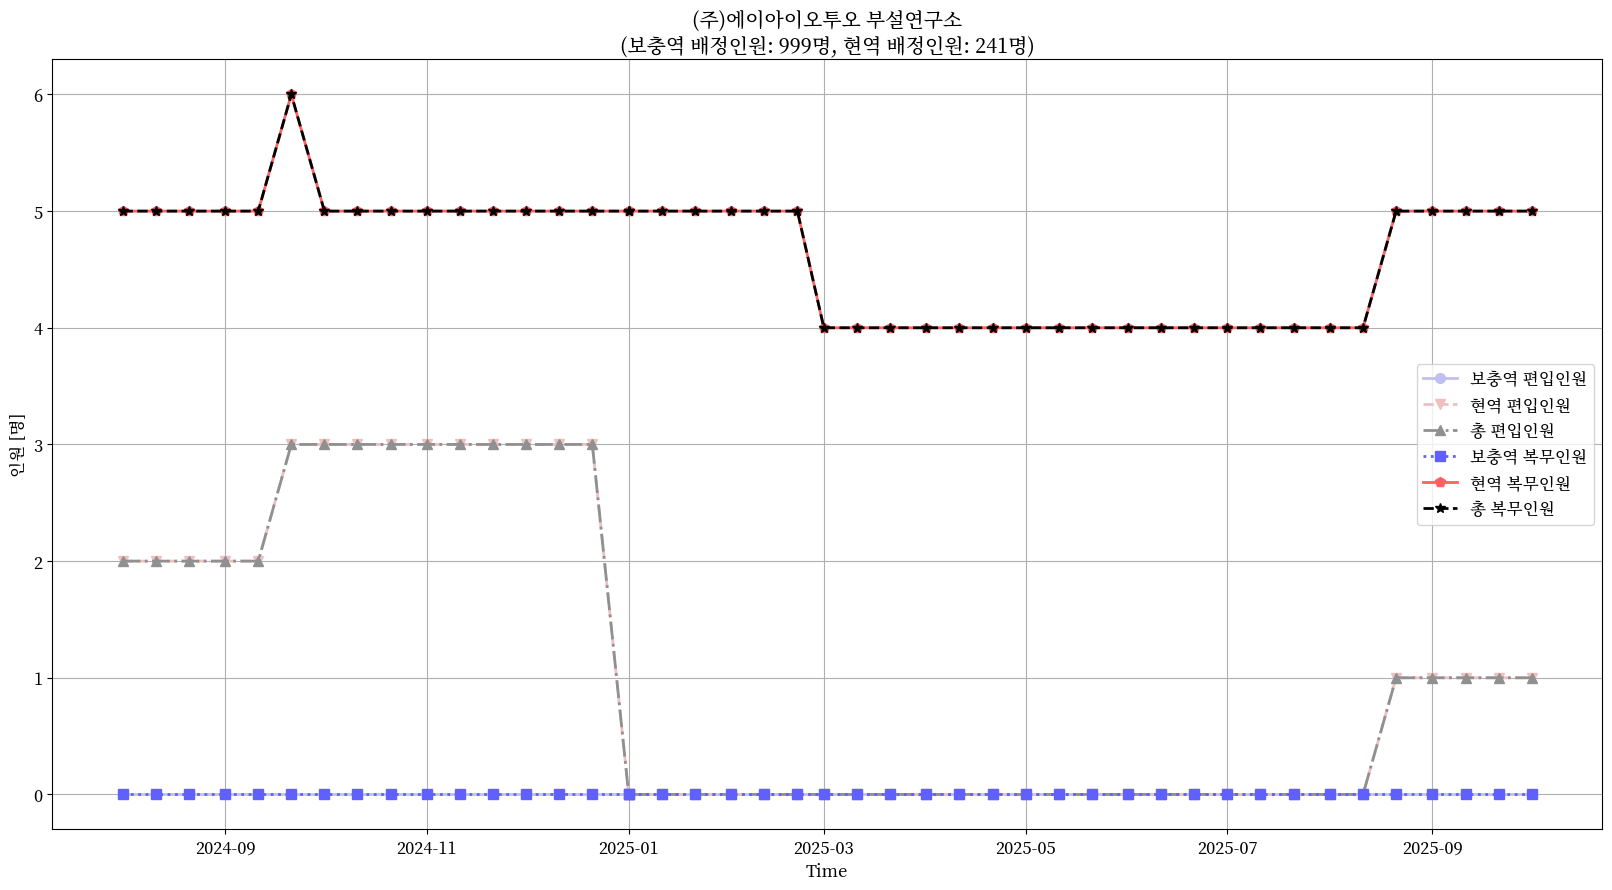 (주)에이아이오투오 부설연구소
(보충역 배정인원: 999명, 현역 배정인원: 241명)
6
5
4
3
2
1
0
인원 [명]
보충역 편입인원
현역 편입인원
총 편입인원
보충역 복무인원
현역 복무인원
총 복무인원
2024-09
2024-11
2025-01
2025-03
2025-05
2025-07
2025-09
Time